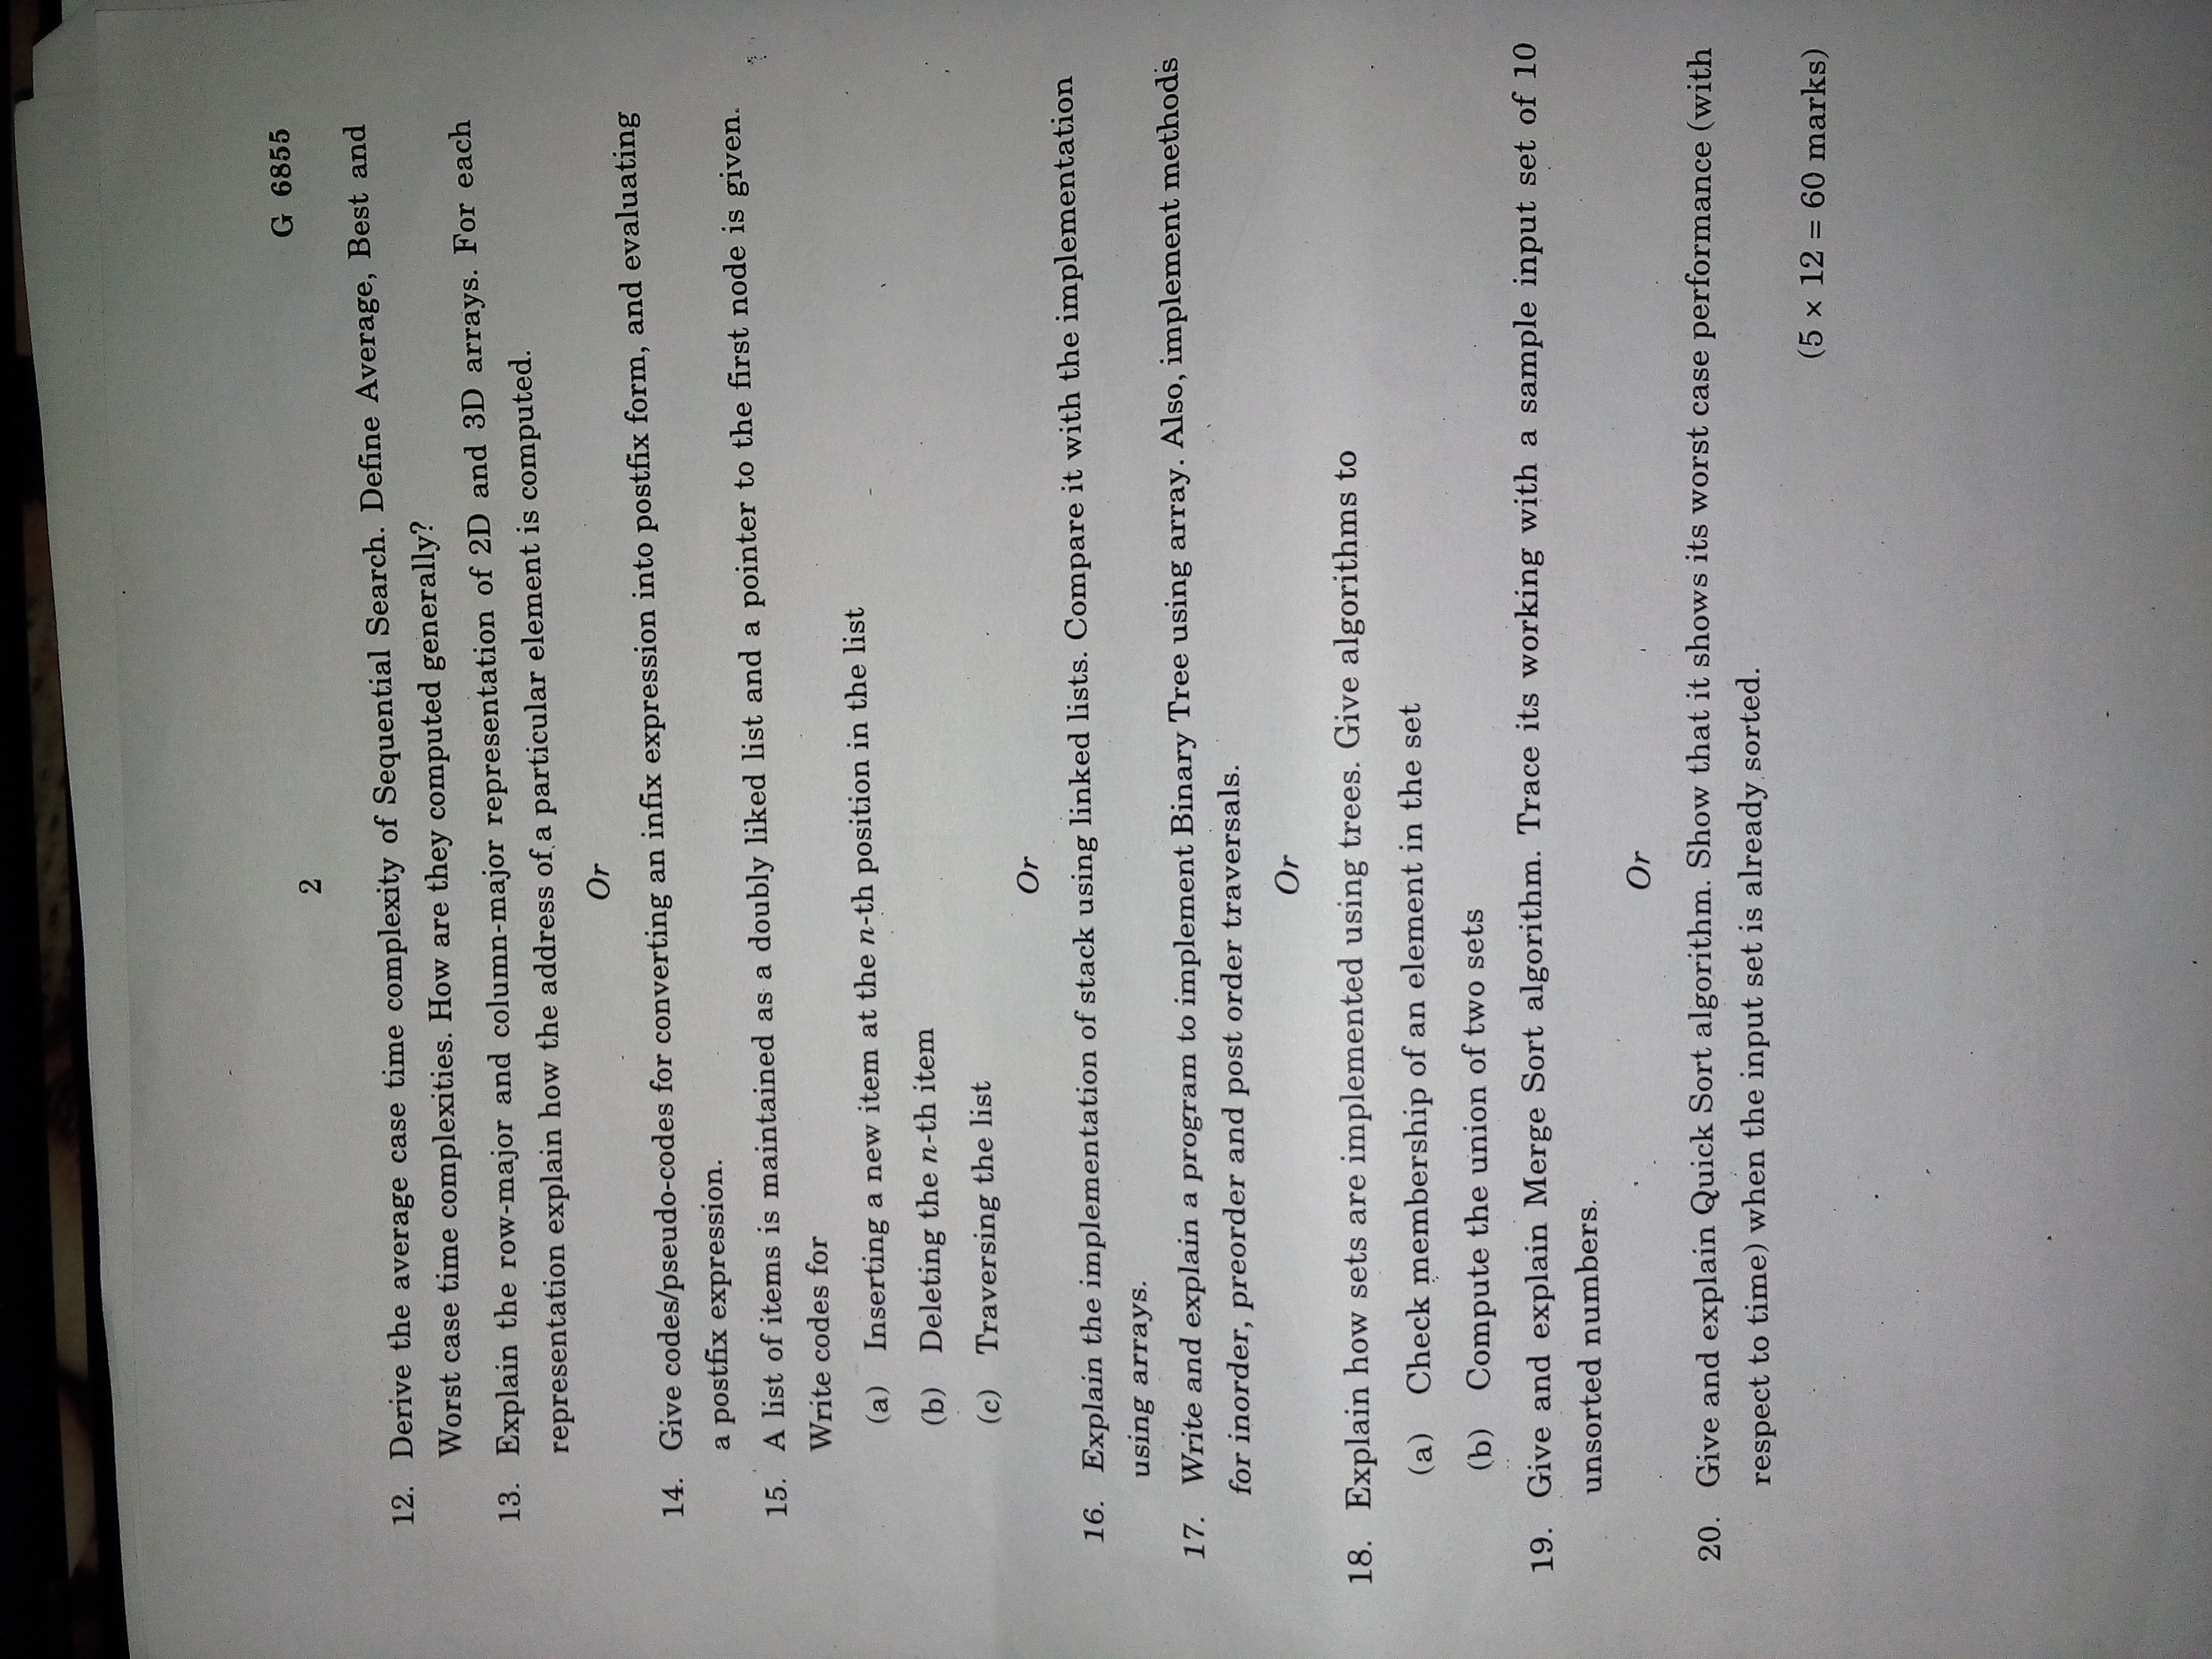 G 6855
2
12. Derive the average case time complexity of Sequential Search. Define Average, Best and
Worst case time complexities. How are they computed generally?
13. Explain the row-major and column-major representation of 2D and 3D arrays. For each
representation explain how the address of a particular element is computed.
Or
14. Give codes/pseudo-codes for converting an infix expression into postfix form, and evaluating
a postfix expression.
15. A list of items is maintained as a doubly liked list and a pointer to the first node is given.
Write codes for
(a) Inserting a new item at the n-th position in the list
(b) Deleting the n-th item
(c) Traversing the list
Or
16. Explain the implementation of stack using linked lists. Compare it with the implementation
using arrays.
17. Write and explain a program to implement Binary Tree using array. Also, implement methods
for inorder, preorder and post order traversals.
Or
18. Explain how sets are implemented using trees. Give algorithms to
(a) Check membership of an element in the set
(b) Compute the union of two sets
19. Give and explain Merge Sort algorithm. Trace its working with a sample input set of 10
unsorted numbers.
Or
20. Give and explain Quick Sort algorithm. Show that it shows its worst case performance (with
respect to time) when the input set is already sorted.
(5 × 12 = 60 marks)